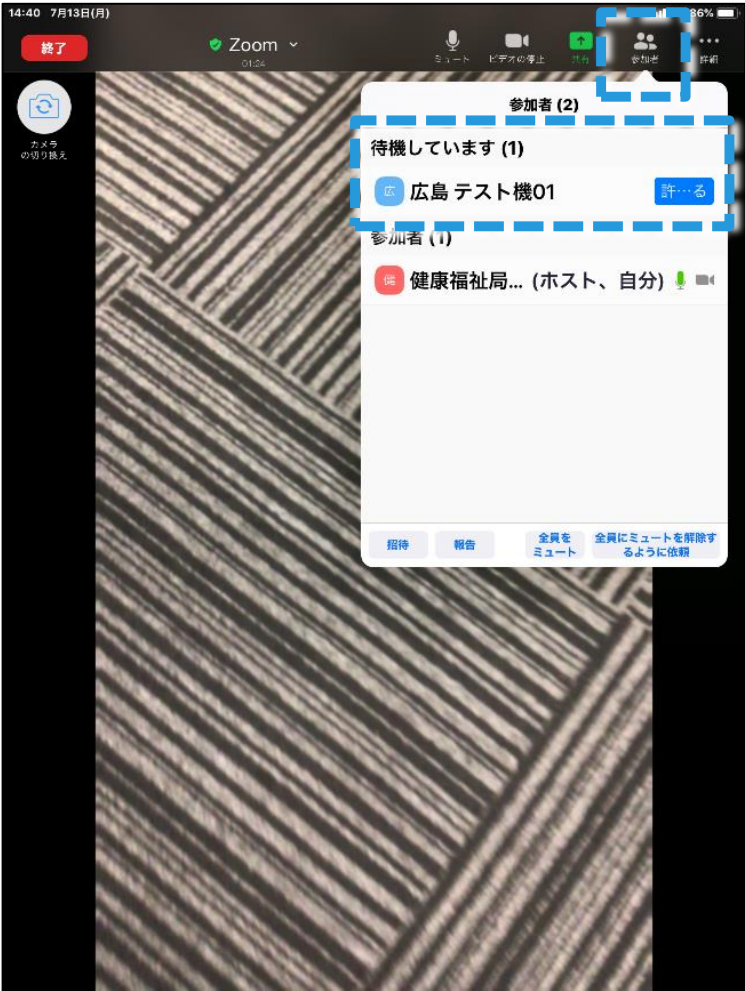 14:40 7月13日(月)
86%
終了
Zoom
01:24
ミュート
ビデオの停止
共有
参加者
詳細
カメラ
の切り換え
参加者 (2)
待機しています (1)
広
広島 テスト機01
許…る
参加者 (1)
健
健康福祉局... (ホスト、自分)
招待
報告
全員を
ミュート
全員にミュートを解除す
るように依頼